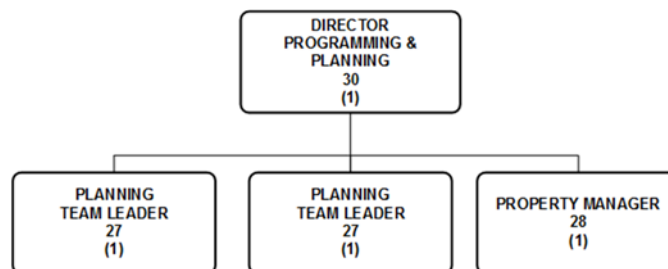 DIRECTOR
PROGRAMMING &
PLANNING
30
(1)
PLANNING
TEAM LEADER
27
(1)
PLANNING
TEAM LEADER
27
(1)
PROPERTY MANAGER
28
(1)